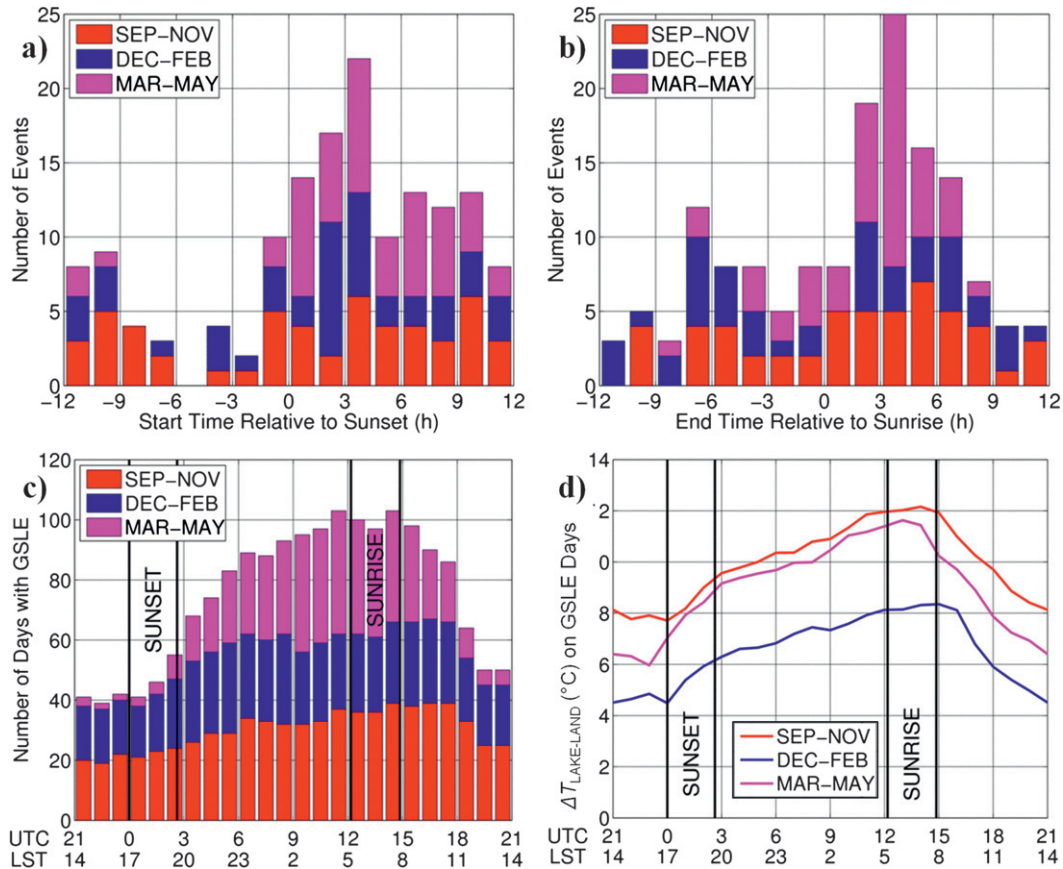 a)
SEP-NOV
DEC-FEB
MAR-MAY
Number of Events
25
20
15
10
5
0
-12 -9 -6 -3 0 3 6 9 12
Start Time Relative to Sunset (h)
b)
SEP-NOV
DEC-FEB
MAR-MAY
Number of Events
25
20
15
10
5
0
-12 -9 -6 -3 0 3 6 9 12
End Time Relative to Sunrise (h)
c)
SEP-NOV
DEC-FEB
MAR-MAY
SUNSET
SUNRISE
Number of Days with GSLE
120
100
80
60
40
20
0
UTC 21 0 3 6 9 12 15 18 21
LST 14 17 20 23 2 5 8 11 14
d)
ΔT LAKE-LAND (°C) on GSLE Days
14
2
0
8
6
4
2
0
SUNSET
SUNRISE
SEP-NOV
DEC-FEB
MAR-MAY
21 0 3 6 9 12 15 18 21
14 17 20 23 2 5 8 11 14